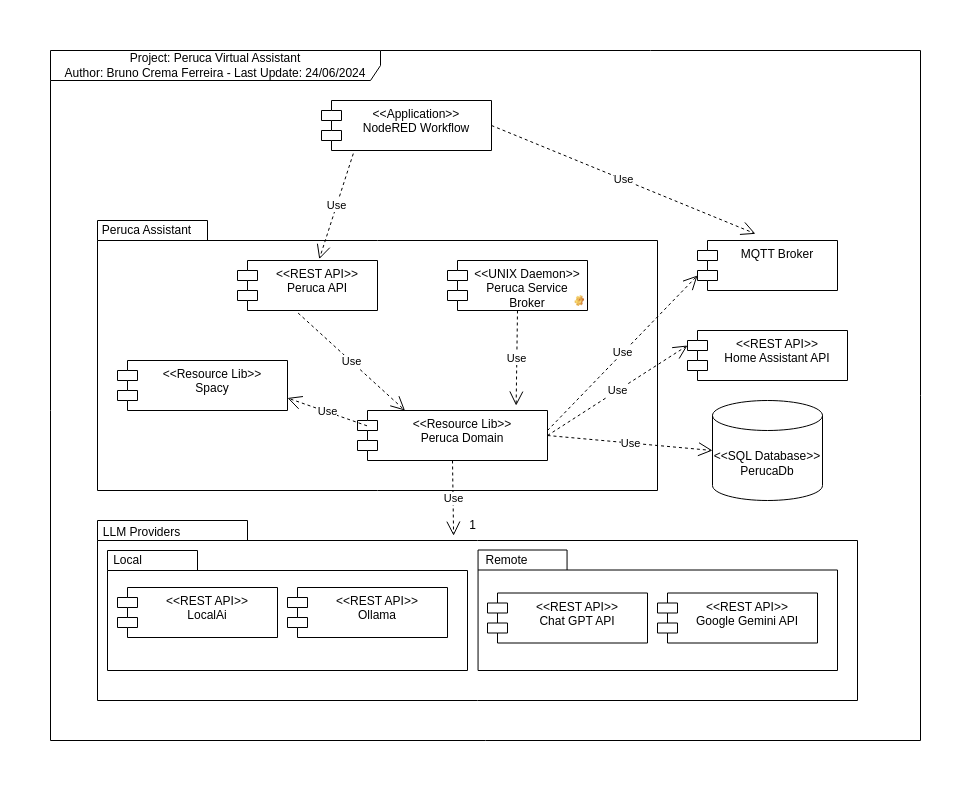 Project: Peruca Virtual Assistant
Author: Bruno Crema Ferreira - Last Update: 24/06/2024
<<Application>>
NodeRED Workflow
Use
Use
Peruca Assistant
<<REST API>>
Peruca API
<<UNIX Daemon>>
Peruca Service
Broker
MQTT Broker
Use
Use
Use
<<REST API>>
Home Assistant API
<<Resource Lib>>
Spacy
Use
Use
<<Resource Lib>>
Peruca Domain
Use
<<SQL Database>>
PerucaDb
Use
1
LLM Providers
Local
<<REST API>>
LocalAi
<<REST API>>
Ollama
Remote
<<REST API>>
Chat GPT API
<<REST API>>
Google Gemini API